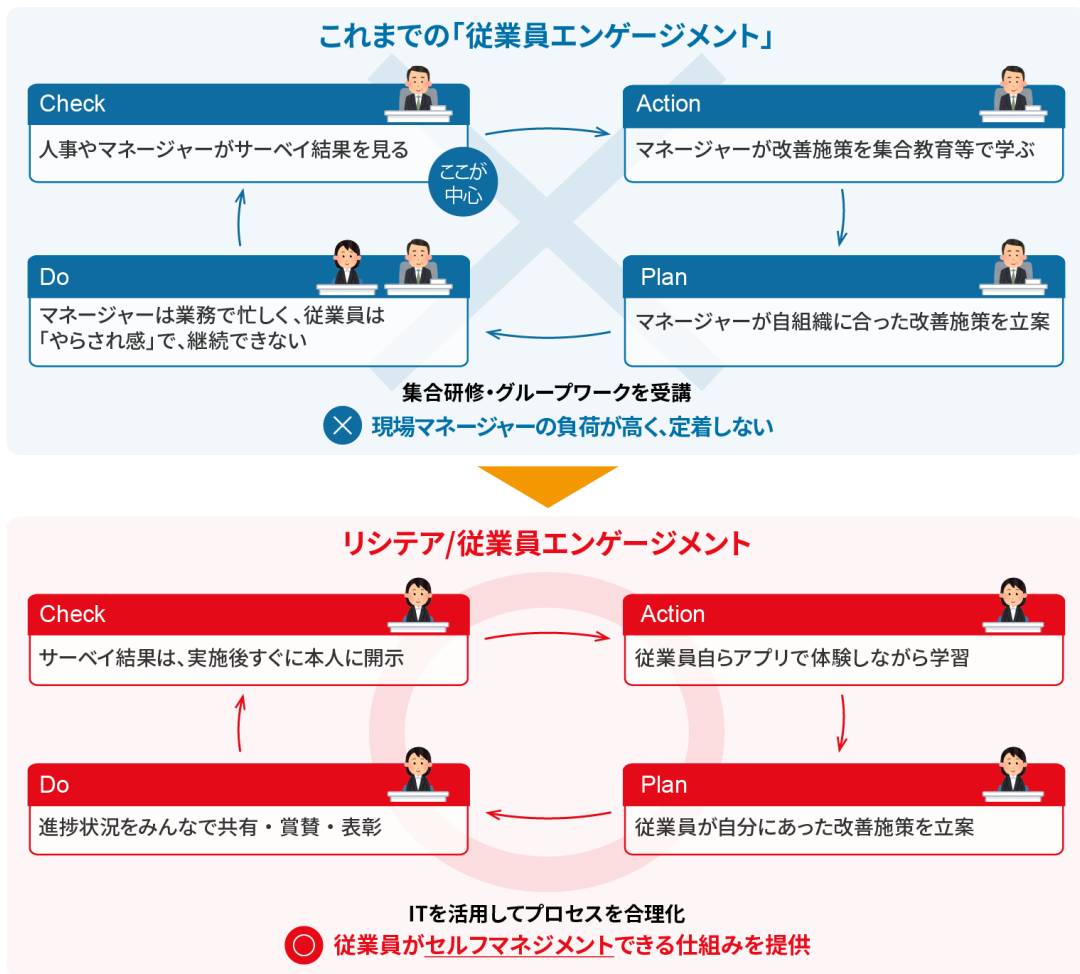 これまでの「従業員エンゲージメント」
Check
人事やマネージャーがサーベイ結果を見る
ここが
中心
Action
マネージャーが改善施策を集合教育等で学ぶ
Do
マネージャーは業務で忙しく、従業員は
「やらされ感」で、継続できない
Plan
マネージャーが自組織に合った改善施策を立案
集合研修・グループワークを受講
現場マネージャーの負荷が高く、定着しない
リシテア/従業員エンゲージメント
Check
サーベイ結果は、実施後すぐに本人に開示
Action
従業員自らアプリで体験しながら学習
Do
進捗状況をみんなで共有・賞賛・表彰
Plan
従業員が自分にあった改善施策を立案
ITを活用してプロセスを合理化
従業員がセルフマネジメントできる仕組みを提供